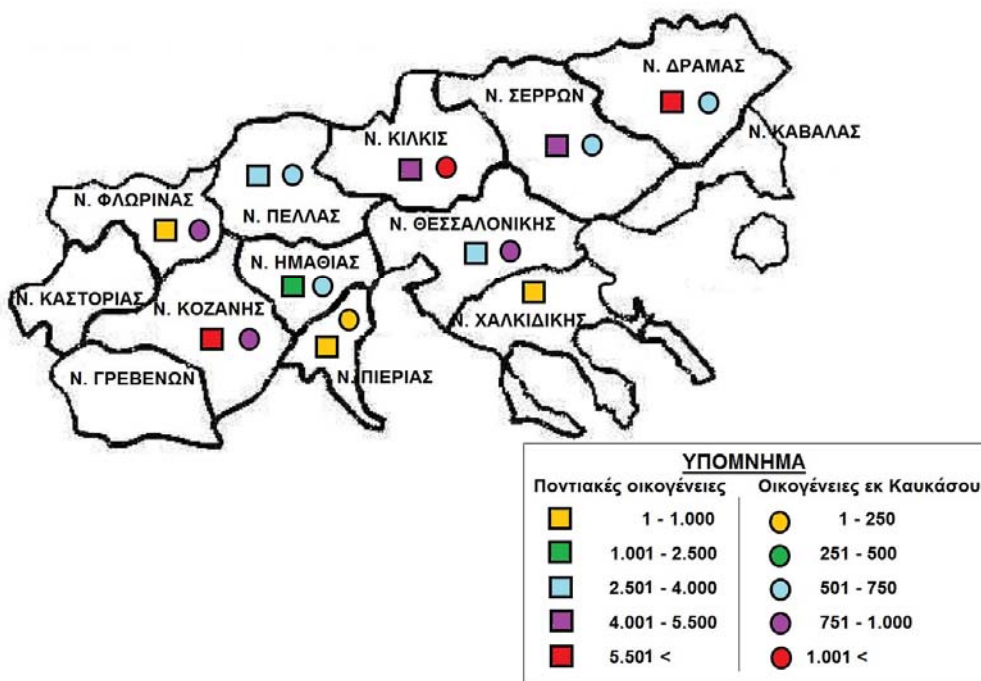 Ν. ΔΡΑΜΑΣ
Ν. ΣΕΡΡΩΝ
Ν. ΚΑΒΑΛΑΣ
Ν. ΚΙΛΚΙΣ
Ν. ΦΛΩΡΙΝΑΣ
Ν. ΠΕΛΛΑΣ
Ν. ΘΕΣΣΑΛΟΝΙΚΗΣ
Ν. ΗΜΑΘΙΑΣ
Ν. ΚΑΣΤΟΡΙΑΣ
Ν. ΚΟΖΑΝΗΣ
Ν. ΧΑΛΚΙΔΙΚΗΣ
Ν. ΓΡΕΒΕΝΩΝ
Ν. ΠΙΕΡΙΑΣ
ΥΠΟΜΝΗΜΑ
Ποντιακές οικογένειες
1 - 1.000
1.001 - 2.500
2.501 - 4.000
4.001 - 5.500
5.501 <
Οικογένειες εκ Καυκάσου
1 - 250
251 - 500
501 - 750
751 - 1.000
1.001 <